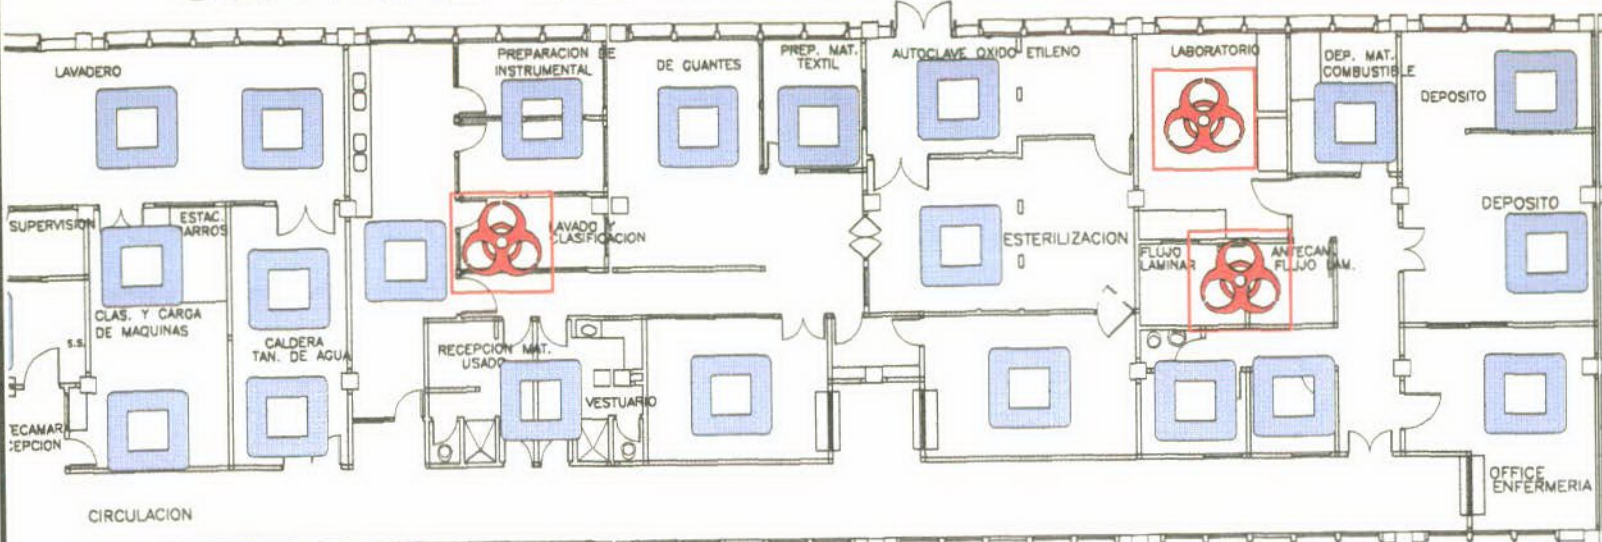 LAVADERO
PREPARACION DE
INSTRUMENTAL
DE GUANTES
PREP. MAT.
TEXTIL
AUTOCLAVE OXIDO ETILENO
LABORATORIO
DEP. MAT.
COMBUSTIBLE
DEPOSITO
SUPERVISION
ESTAC.
ARROS
LAVADO Y
CLASIFICACION
ESTERILIZACION
FLUJO
LAMINAR
ANTECAM.
FLUJO LAM.
DEPOSITO
CLAS. Y CARGA
DE MAQUINAS
S.S.
CALDERA
TAN. DE AGUA
RECEPCION MAT.
USADO
VESTUARIO
ECAMARA
CEPCION
OFFICE
ENFERMERIA
CIRCULACION